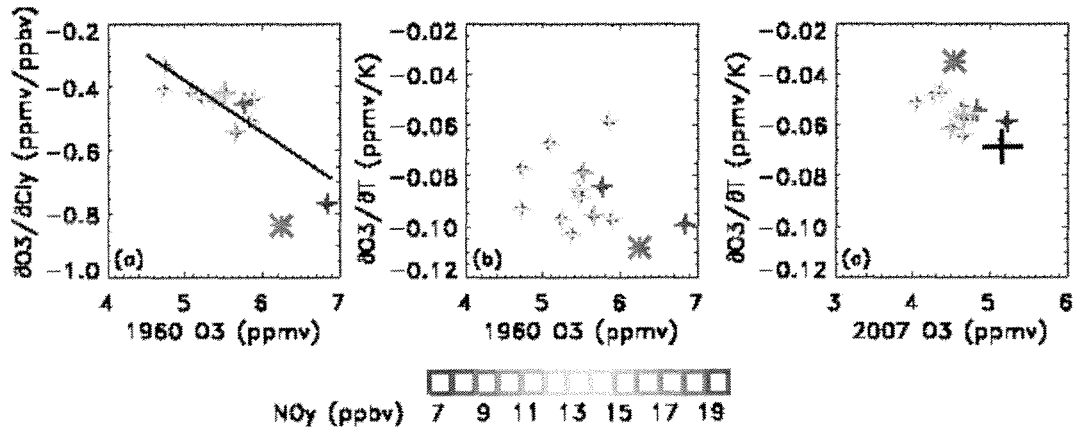 ∂O3/∂Cly (ppmv/ppbv)
-0.2
-0.4
-0.6
-0.8
-1.0
(a)
4 5 6 7
1960 O3 (ppmv)
∂O3/∂T (ppmv/K)
-0.02
-0.04
-0.06
-0.08
-0.10
-0.12
(b)
4 5 6 7
1960 O3 (ppmv)
∂O3/∂T (ppmv/K)
-0.02
-0.04
-0.06
-0.08
-0.10
-0.12
(c)
3 4 5 6
2007 O3 (ppmv)
NOy (ppbv) 7 9 11 13 15 17 19